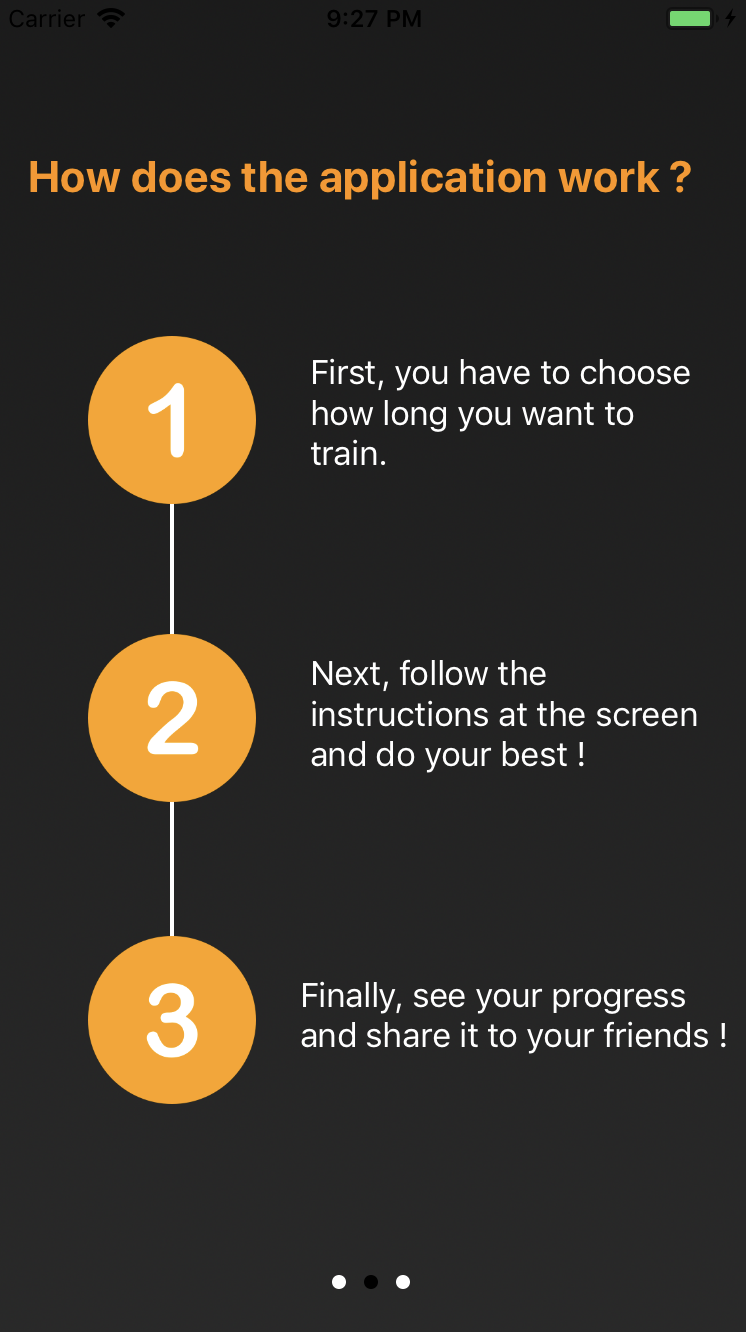 Carrier
9:27 PM
How does the application work ?
1
First, you have to choose
how long you want to
train.
2
Next, follow the
instructions at the screen
and do your best !
3
Finally, see your progress
and share it to your friends !